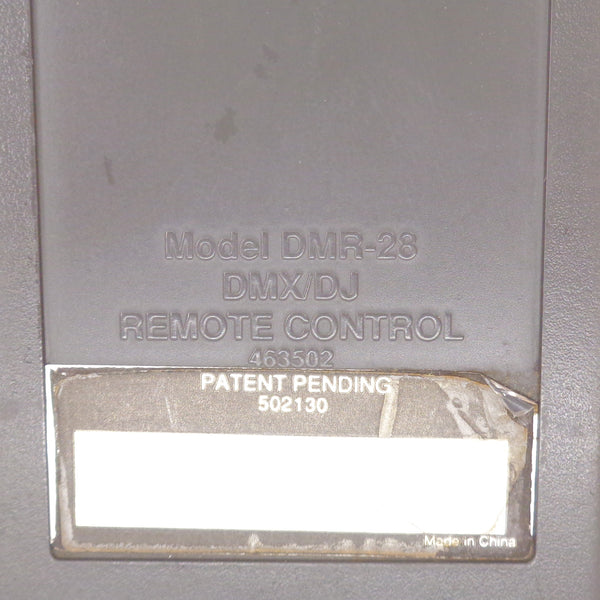 Model DMR-28
DMX/DJ
REMOTE CONTROL
463502
PATENT PENDING
502130
Made in China